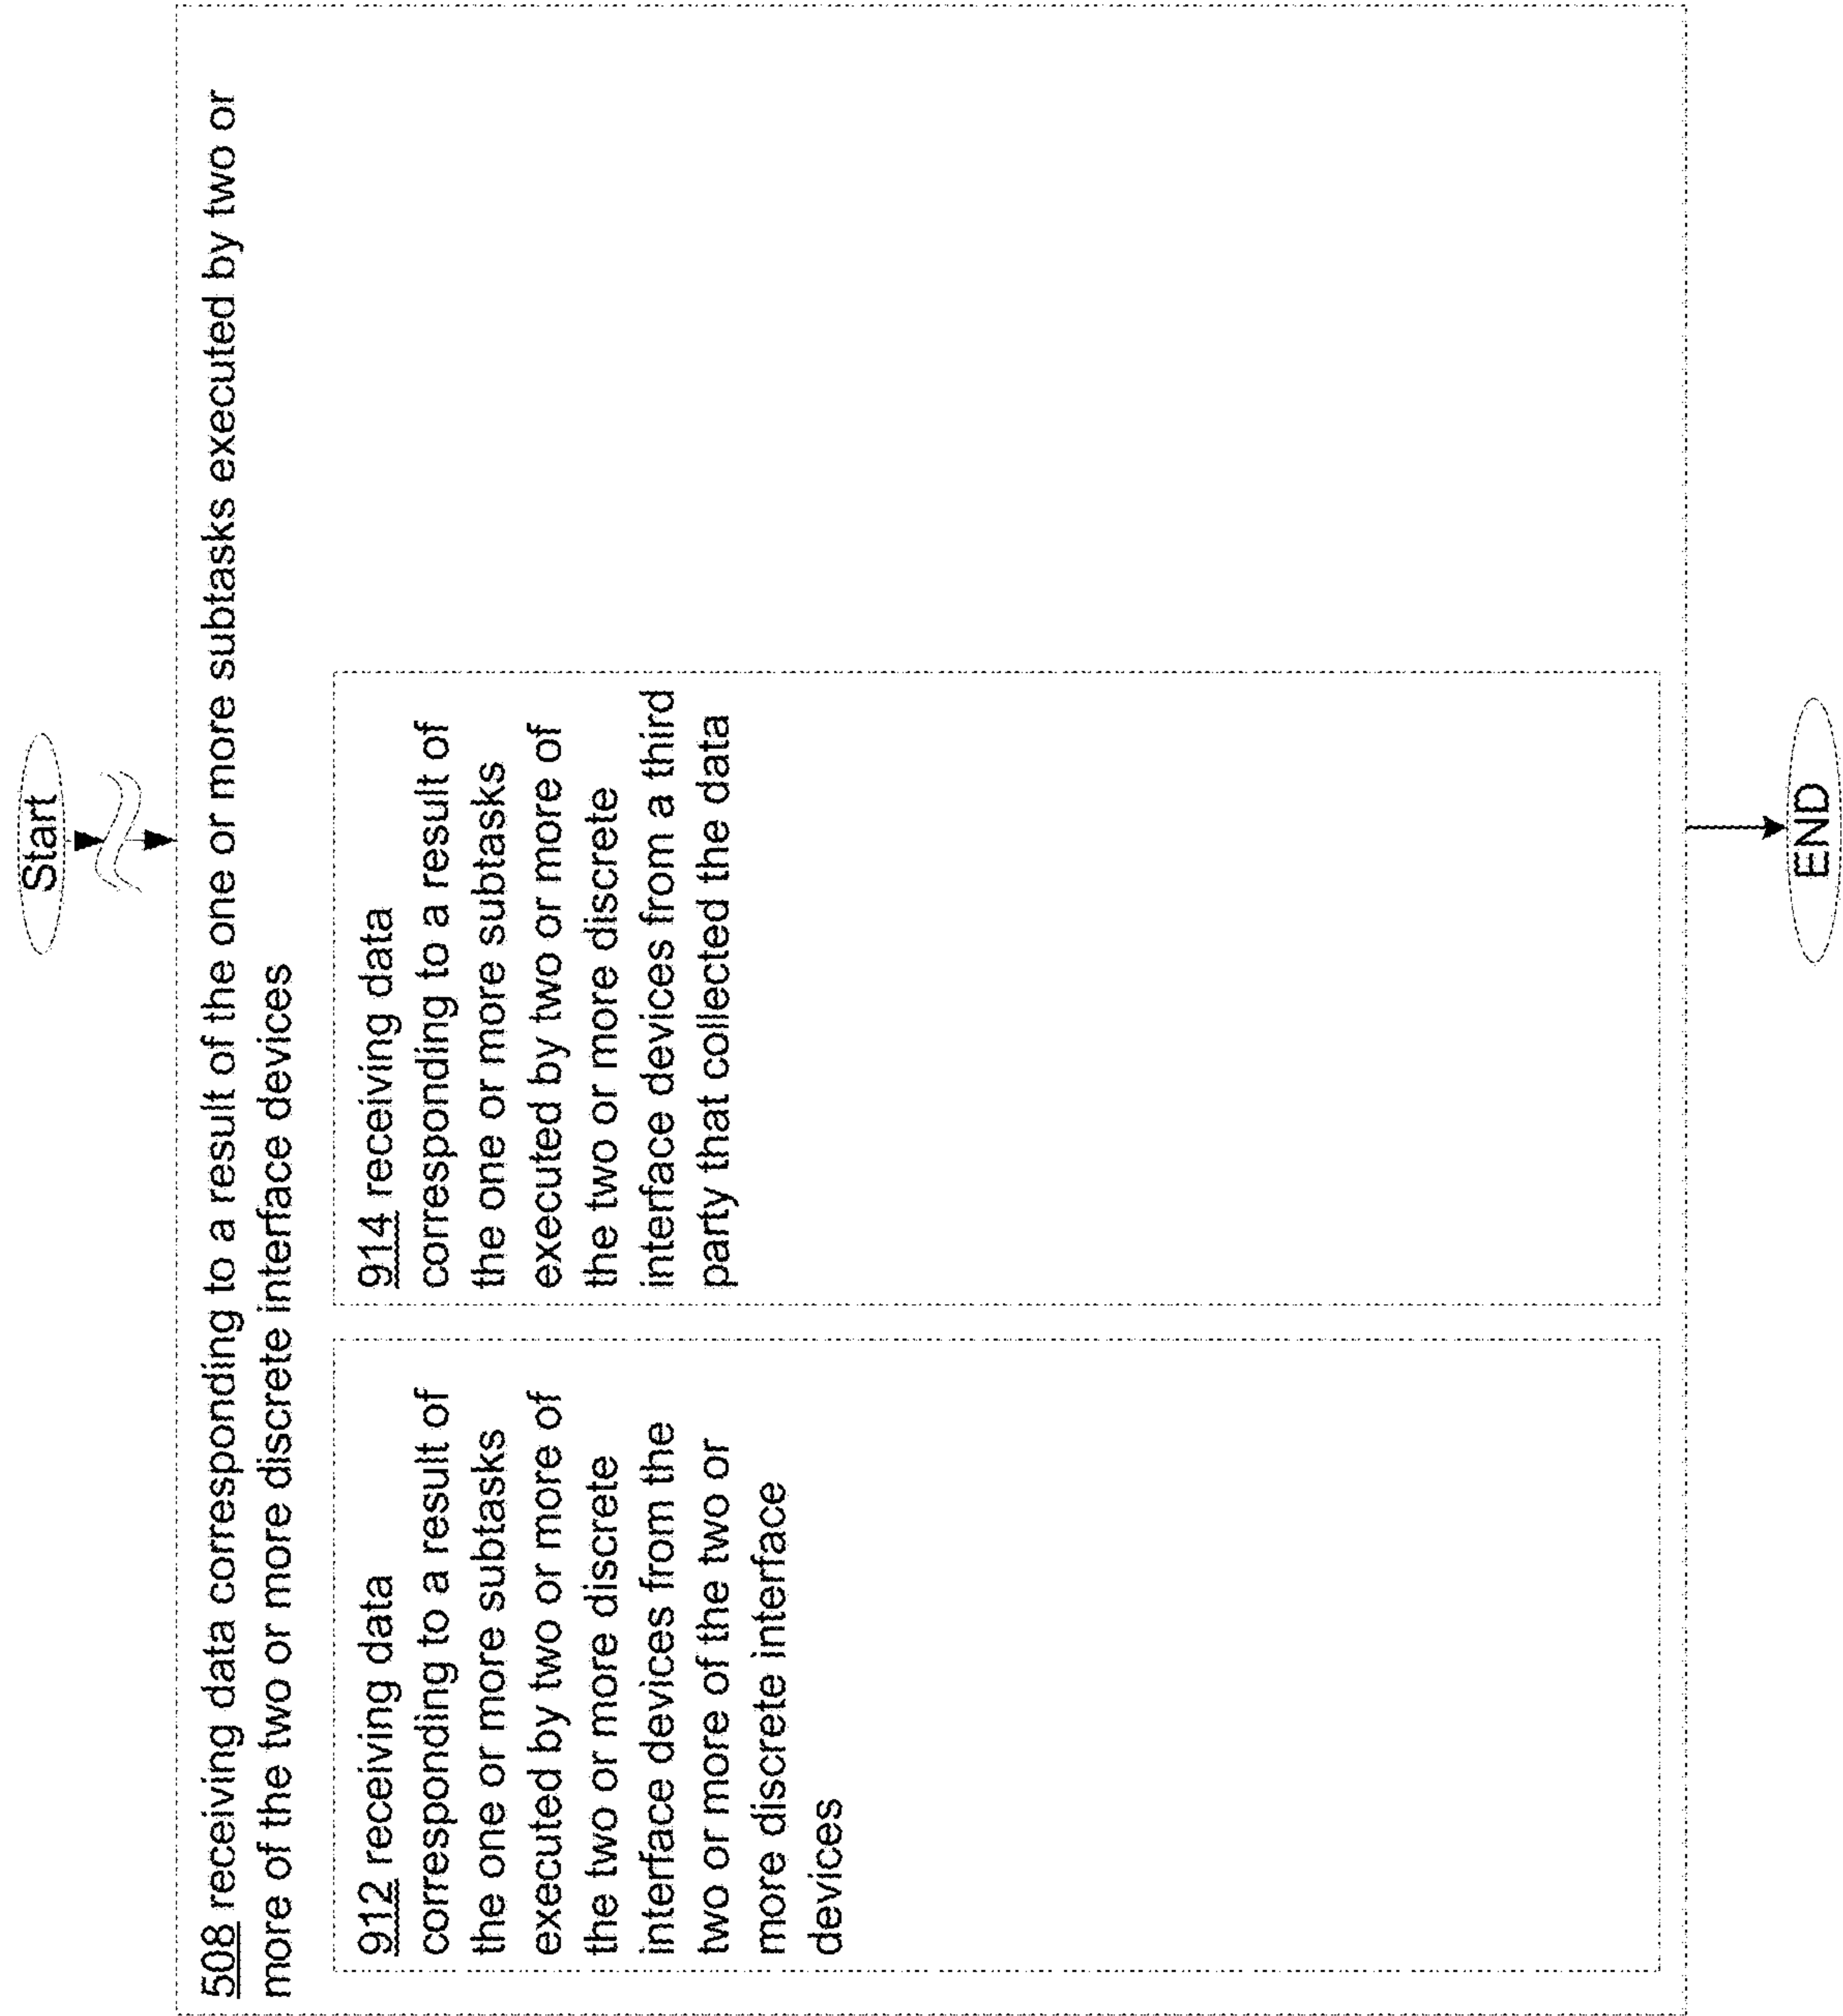 Start
508 receiving data corresponding to a result of the one or more subtasks executed by two or
more of the two or more discrete interface devices
912 receiving data
corresponding to a result of
the one or more subtasks
executed by two or more of
the two or more discrete
interface devices from the
two or more of the two or
more discrete interface
devices
914 receiving data
corresponding to a result of
the one or more subtasks
executed by two or more of
the two or more discrete
interface devices from a third
party that collected the data
END